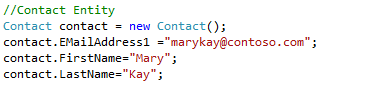 //Contact Entity
Contact contact = new Contact();
contact.EMailAddress1 ="marykay@contoso.com";
contact.FirstName="Mary";
contact.LastName="Kay";